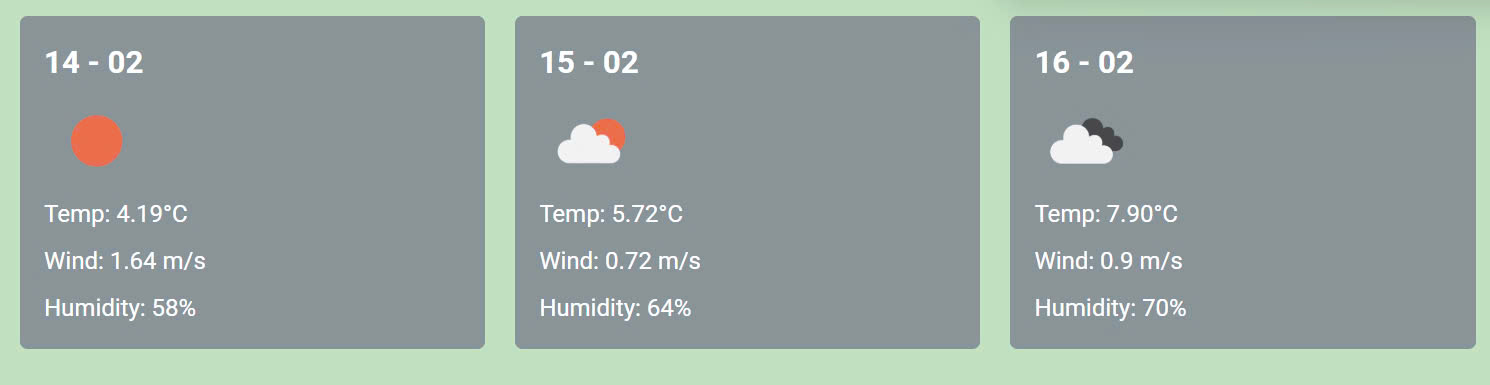 14 - 02
Temp: 4.19°C
Wind: 1.64 m/s
Humidity: 58%
15 - 02
Temp: 5.72°C
Wind: 0.72 m/s
Humidity: 64%
16 - 02
Temp: 7.90°C
Wind: 0.9 m/s
Humidity: 70%